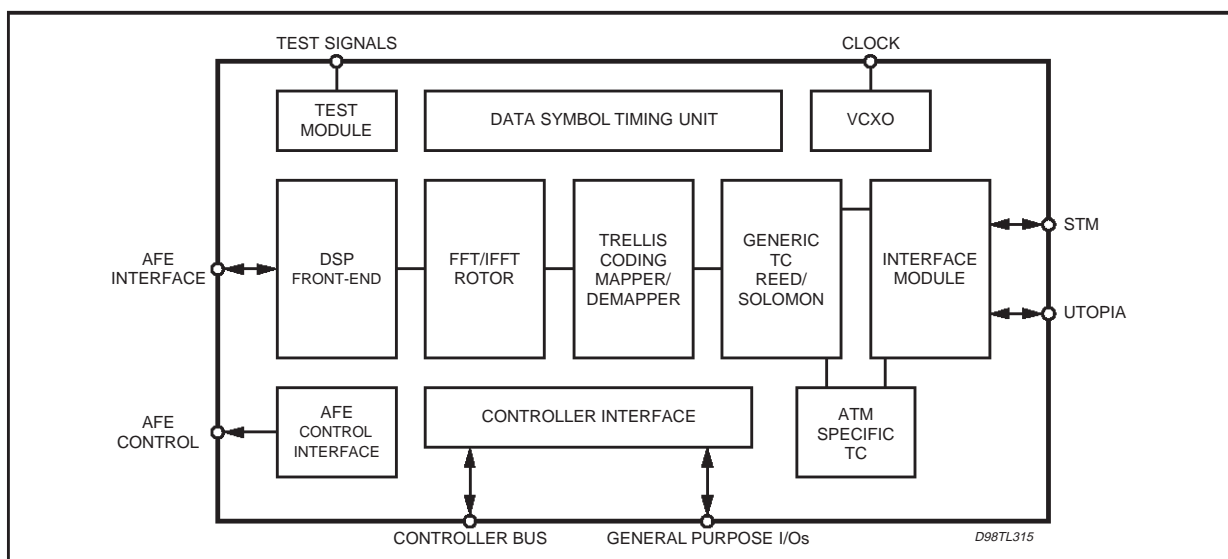 TEST SIGNALS
CLOCK
TEST
MODULE
DATA SYMBOL TIMING UNIT
VCXO
AFE
INTERFACE
DSP
FRONT-END
FFT/IFFT
ROTOR
TRELLIS
CODING
MAPPER/
DEMAPPER
GENERIC
TC
REED/
SOLOMON
INTERFACE
MODULE
STM
UTOPIA
AFE
CONTROL
AFE
CONTROL
INTERFACE
CONTROLLER INTERFACE
ATM
SPECIFIC
TC
CONTROLLER BUS
GENERAL PURPOSE I/Os
D98TL315